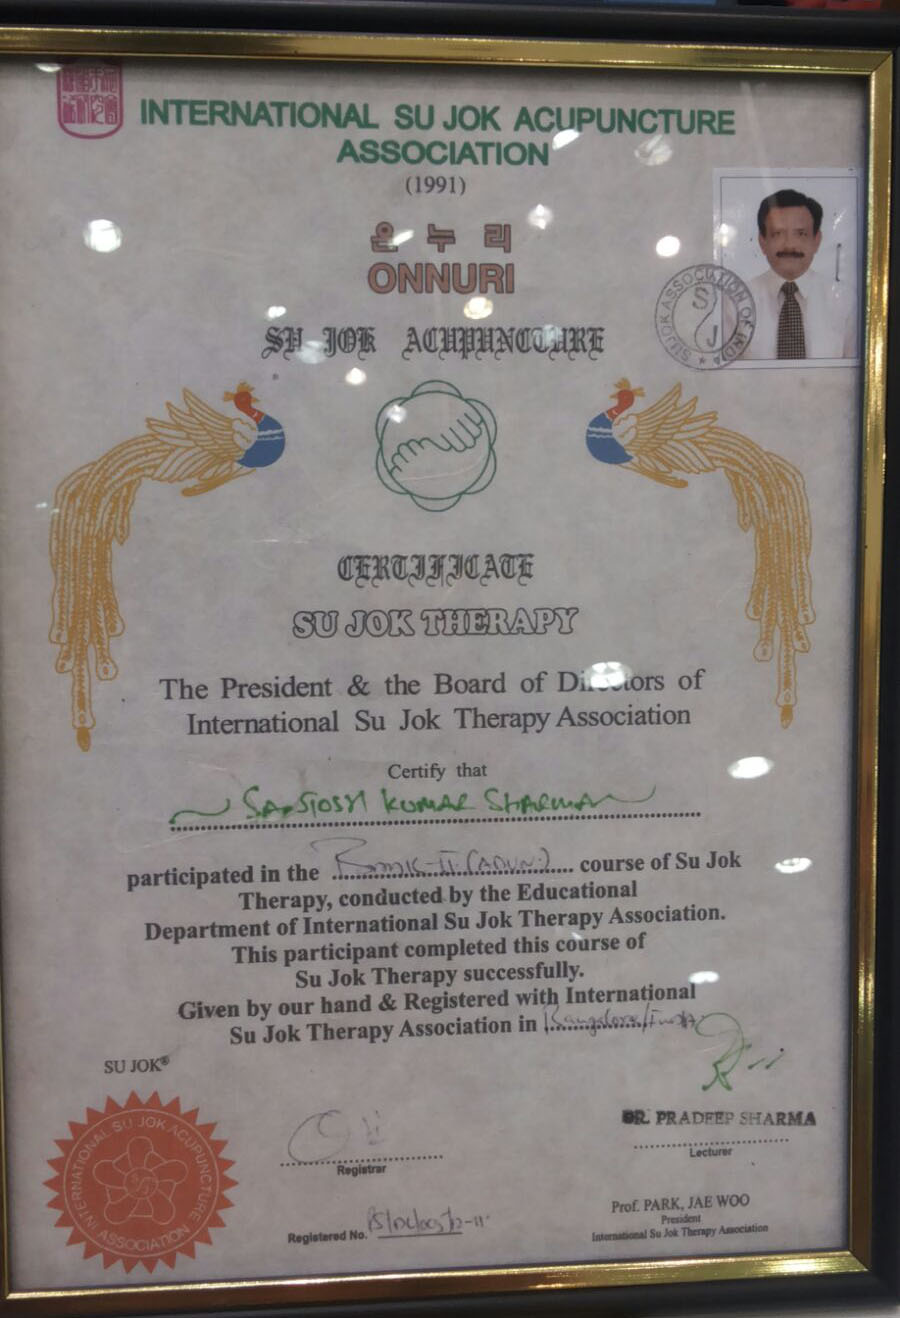 INTERNATIONAL SU JOK ACUPUNCTURE
ASSOCIATION
(1991)
온누리
ONNURI
SU JOK ACUPUNCTURE
SUJOK ASSOCIATION OF INDIA
S
J
CERTIFICATE
SU JOK THERAPY
The President & the Board of Directors of
International Su Jok Therapy Association
Certify that
SANTOSH KUMAR SHARMA
participated in the II (ADVN.) course of Su Jok
Therapy, conducted by the Educational
Department of International Su Jok Therapy Association.
This participant completed this course of
Su Jok Therapy successfully.
Given by our hand & Registered with International
Su Jok Therapy Association in Bangalore/India
SU JOK®
INTERNATIONAL SU JOK ACUPUNCTURE
ASSOCIATION
Registrar
Registered No.
DR. PRADEEP SHARMA
Lecturer
Prof. PARK, JAE WOO
President
International Su Jok Therapy Association